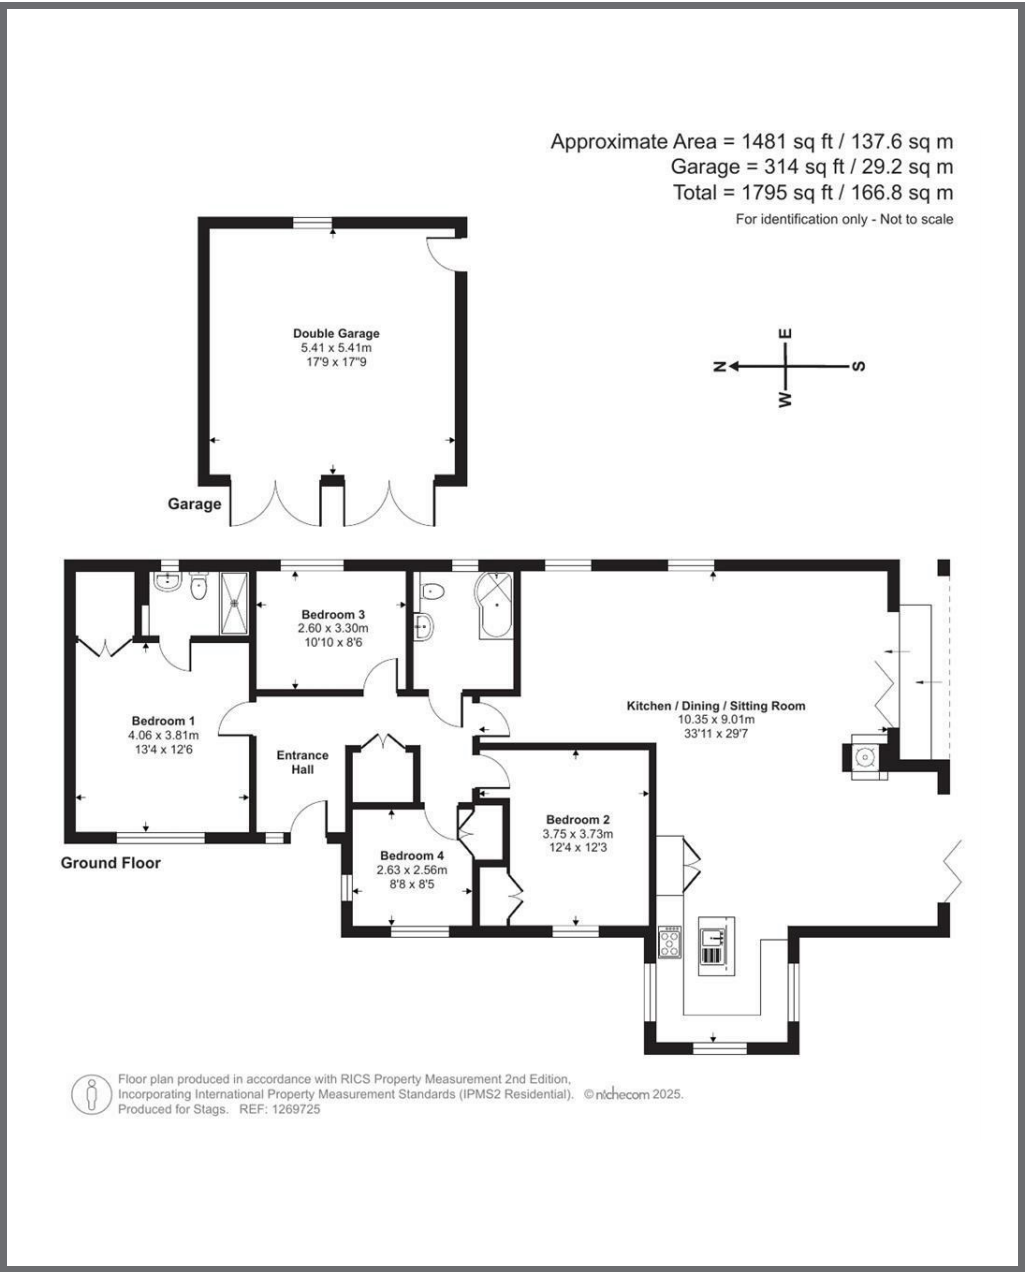 Approximate Area = 1481 sq ft / 137.6 sq m
Garage = 314 sq ft / 29.2 sq m
Total = 1795 sq ft / 166.8 sq m
For identification only - Not to scale
Double Garage
5.41 x 5.41m
17'9 x 17"9
E
N
S
W
Garage
Bedroom 3
2.60 x 3.30m
10'10 x 8'6
Bedroom 1
4.06 x 3.81m
13'4 x 12'6
Kitchen / Dining / Sitting Room
10.35 x 9.01m
33'11 x 29'7
Entrance
Hall
Bedroom 2
3.75 x 3.73m
12'4 x 12'3
Bedroom 4
2.63 x 2.56m
8'8 x 8'5
Ground Floor
Floor plan produced in accordance with RICS Property Measurement 2nd Edition,
Incorporating International Property Measurement Standards (IPMS2 Residential). © nichecom 2025.
Produced for Stags. REF: 1269725